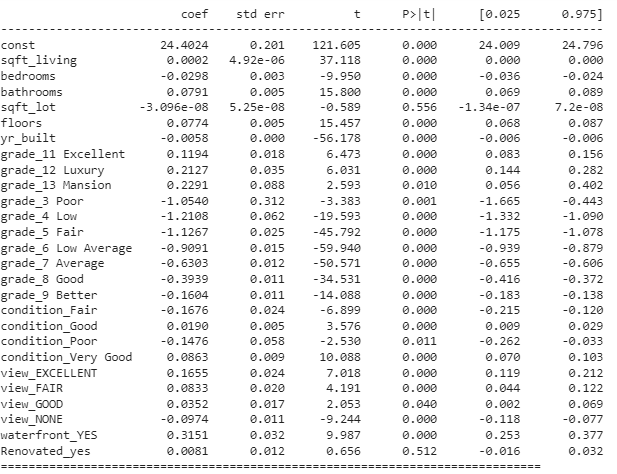 coef std err t P>|t| [0.025 0.975]
const 24.4024 0.201 121.605 0.000 24.009 24.796
sqft_living 0.0002 4.92e-06 37.118 0.000 0.000 0.000
bedrooms -0.0298 0.003 -9.950 0.000 -0.036 -0.024
bathrooms 0.0791 0.005 15.800 0.000 0.069 0.089
sqft_lot -3.096e-08 5.25e-08 -0.589 0.556 -1.34e-07 7.2e-08
floors 0.0774 0.005 15.457 0.000 0.068 0.087
yr_built -0.0058 0.000 -56.178 0.000 -0.006 -0.006
grade_11 Excellent 0.1194 0.018 6.473 0.000 0.083 0.156
grade_12 Luxury 0.2127 0.035 6.031 0.000 0.144 0.282
grade_13 Mansion 0.2291 0.088 2.593 0.010 0.056 0.402
grade_3 Poor -1.0540 0.312 -3.383 0.001 -1.665 -0.443
grade_4 Low -1.2108 0.062 -19.593 0.000 -1.332 -1.090
grade_5 Fair -1.1267 0.025 -45.792 0.000 -1.175 -1.078
grade_6 Low Average -0.9091 0.015 -59.940 0.000 -0.939 -0.879
grade_7 Average -0.6303 0.012 -50.571 0.000 -0.655 -0.606
grade_8 Good -0.3939 0.011 -34.531 0.000 -0.416 -0.372
grade_9 Better -0.1604 0.011 -14.088 0.000 -0.183 -0.138
condition_Fair -0.1676 0.024 -6.899 0.000 -0.215 -0.120
condition_Good 0.0190 0.005 3.576 0.000 0.009 0.029
condition_Poor -0.1476 0.058 -2.530 0.011 -0.262 -0.033
condition_Very Good 0.0863 0.009 10.088 0.000 0.070 0.103
view_EXCELLENT 0.1655 0.024 7.018 0.000 0.119 0.212
view_FAIR 0.0833 0.020 4.191 0.000 0.044 0.122
view_GOOD 0.0352 0.017 2.053 0.040 0.002 0.069
view_NONE -0.0974 0.011 -9.244 0.000 -0.118 -0.077
waterfront_YES 0.3151 0.032 9.987 0.000 0.253 0.377
Renovated_yes 0.0081 0.012 0.656 0.512 -0.016 0.032